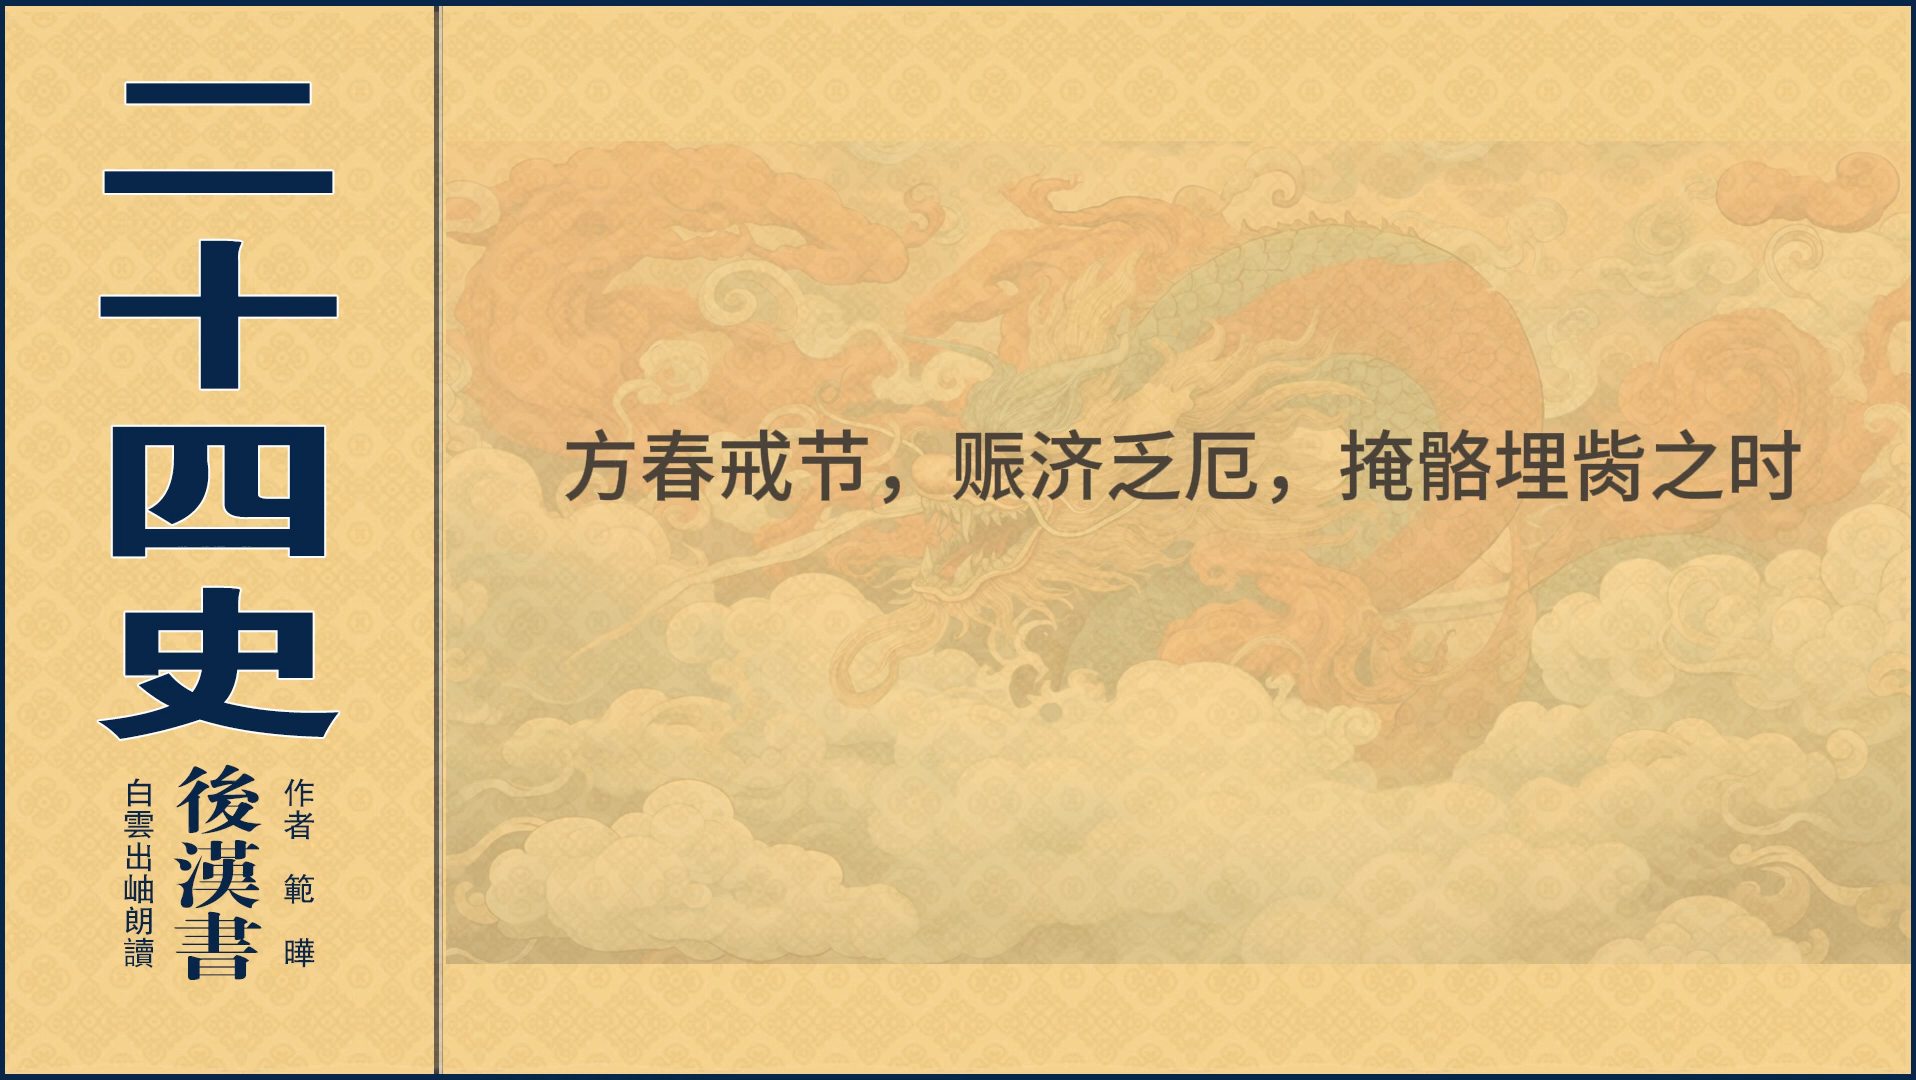 二十四史
作者 範 曄
後漢書
白雲出岫朗讀
方春戒节，赈济乏厄，掩骼埋胔之时